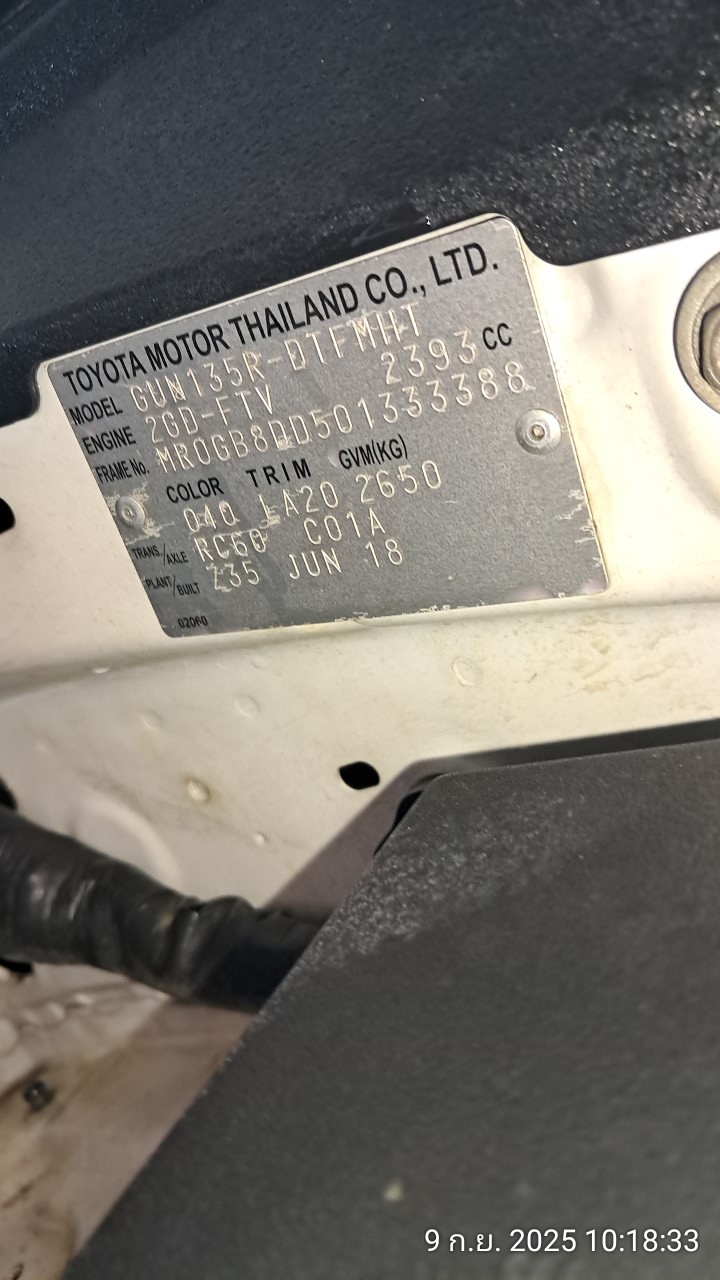 TOYOTA MOTOR THAILAND CO., LTD.
MODEL GUN135R-DTFMHT
ENGINE 2GD-FTV 2393 CC
FRAME No. MR0GB8DD501333388
COLOR TRIM GVM(KG)
040 LA20 2650
TRANS./AXLE RC60 C01A
PLANT/BUILT Z35 JUN 18
02060
9 ก.ย. 2025 10:18:33